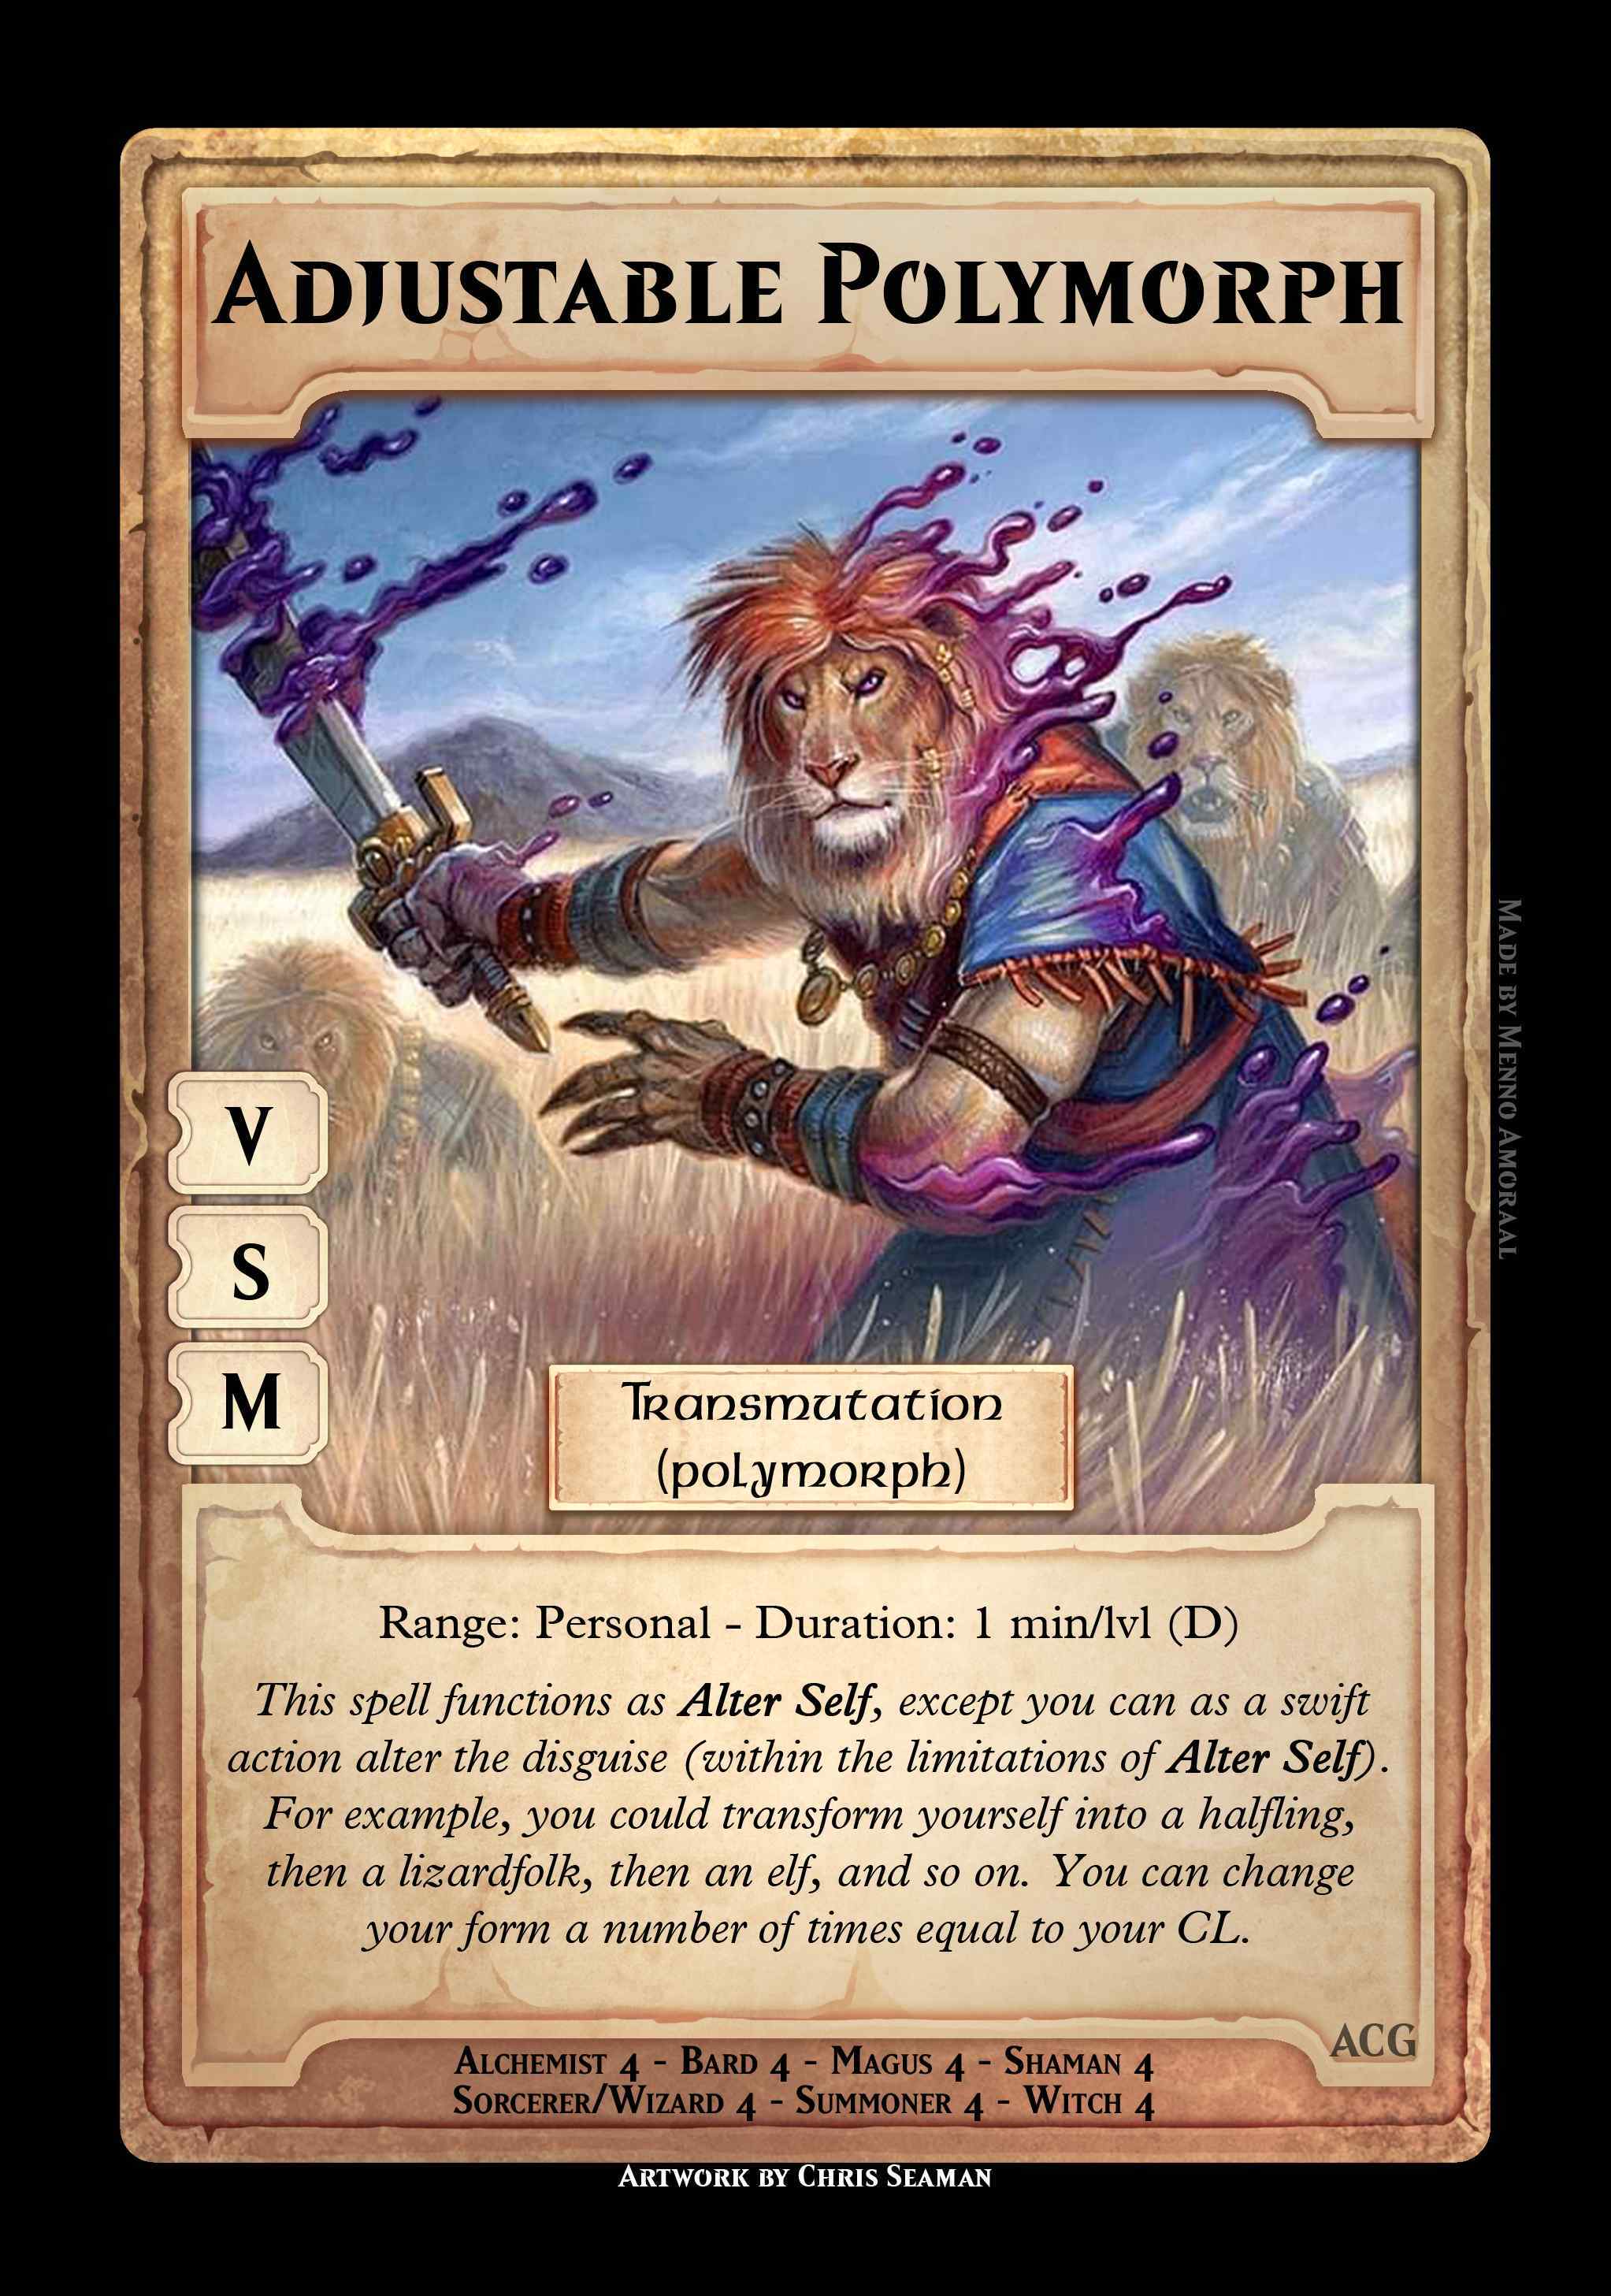 Adjustable Polymorph
V
S
M
Transmutation
(polymorph)
Range: Personal - Duration: 1 min/lvl (D)
This spell functions as Alter Self, except you can as a swift
action alter the disguise (within the limitations of Alter Self).
For example, you could transform yourself into a halfling,
then a lizardfolk, then an elf, and so on. You can change
your form a number of times equal to your CL.
ACG
Alchemist 4 - Bard 4 - Magus 4 - Shaman 4
Sorcerer/Wizard 4 - Summoner 4 - Witch 4
Artwork by Chris Seaman
Made by Menno Amoraal